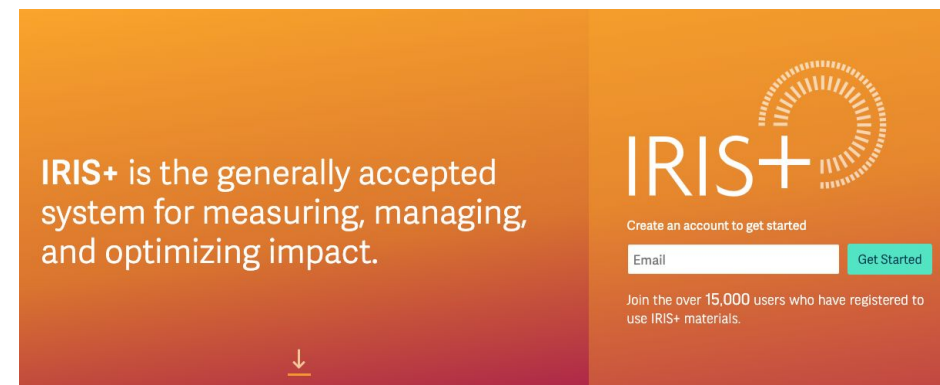 IRIS+ is the generally accepted
system for measuring, managing,
and optimizing impact.
IRIS+
Create an account to get started
Email
Get Started
Join the over 15,000 users who have registered to
use IRIS+ materials.